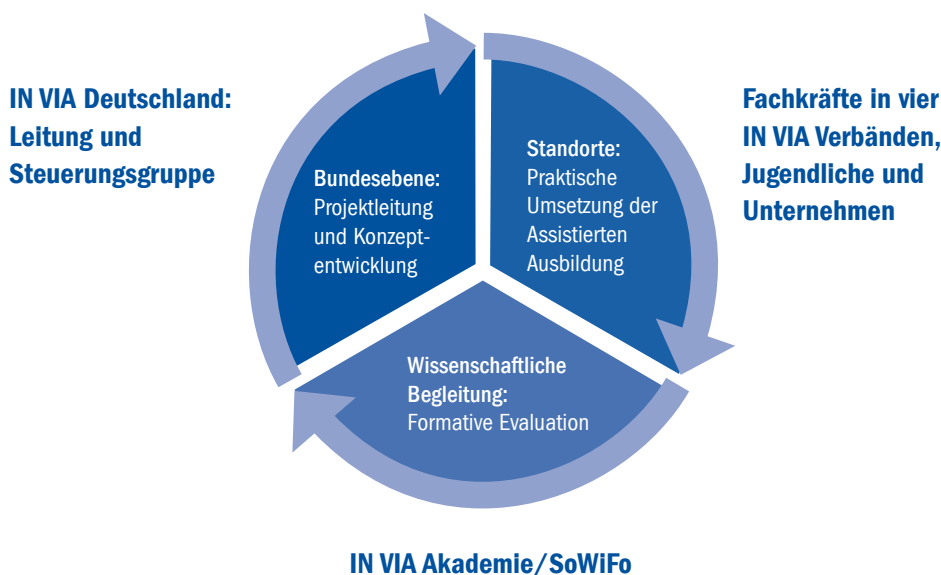 IN VIA Deutschland:
Leitung und
Steuerungsgruppe
Bundesebene:
Projektleitung
und Konzept-
entwicklung
Standorte:
Praktische
Umsetzung der
Assistierten
Ausbildung
Fachkräfte in vier
IN VIA Verbänden,
Jugendliche und
Unternehmen
Wissenschaftliche
Begleitung:
Formative Evaluation
IN VIA Akademie/SoWiFo